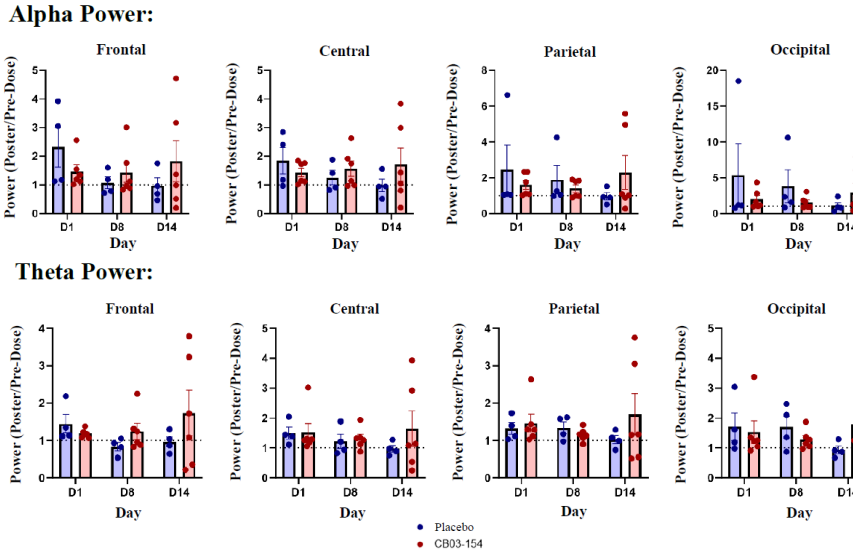 Alpha Power:
Frontal
Central
Parietal
Occipital
Power (Poster/Pre-Dose)
5
4
3
2
1
0
D1 D8 D14
Day
Power (Poster/Pre-Dose)
5
4
3
2
1
0
D1 D8 D14
Day
Power (Poster/Pre-Dose)
8
6
4
2
0
D1 D8 D14
Day
Power (Poster/Pre-Dose)
20
15
10
5
0
D1 D8 D14
Day
Theta Power:
Frontal
Central
Parietal
Occipital
Power (Poster/Pre-Dose)
4
3
2
1
0
D1 D8 D14
Day
Power (Poster/Pre-Dose)
5
4
3
2
1
0
D1 D8 D14
Day
Power (Poster/Pre-Dose)
4
3
2
1
0
D1 D8 D14
Day
Power (Poster/Pre-Dose)
5
4
3
2
1
0
D1 D8 D14
Day
Placebo
CB03-154